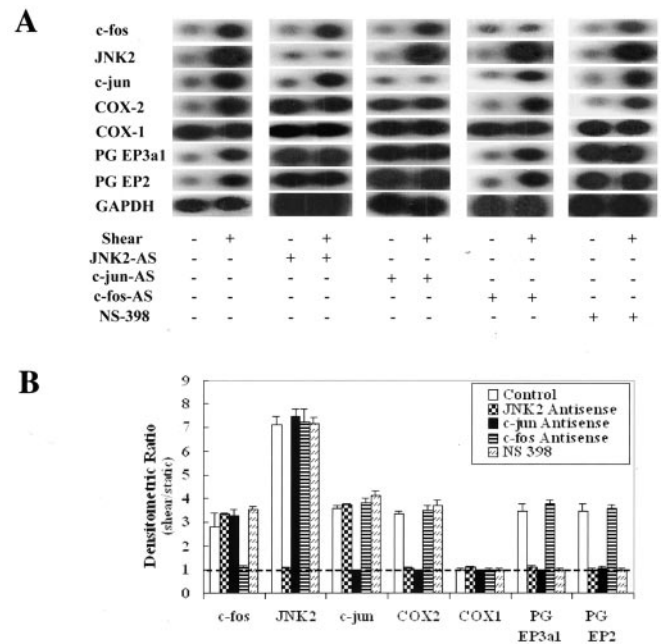 A
c-fos
JNK2
c-jun
COX-2
COX-1
PG EP3a1
PG EP2
GAPDH
Shear - + - + - + - + - +
JNK2-AS - - + + - - - - - -
c-jun-AS - - - - + + - - - -
c-fos-AS - - - - - - + + - -
NS-398 - - - - - - - - + +
B
Densitometric Ratio
(shear/static)
9
8
7
6
5
4
3
2
1
0
Control
JNK2 Antisense
c-jun Antisense
c-fos Antisense
NS 398
c-fos JNK2 c-jun COX2 COX1 PG PG
EP3a1 EP2